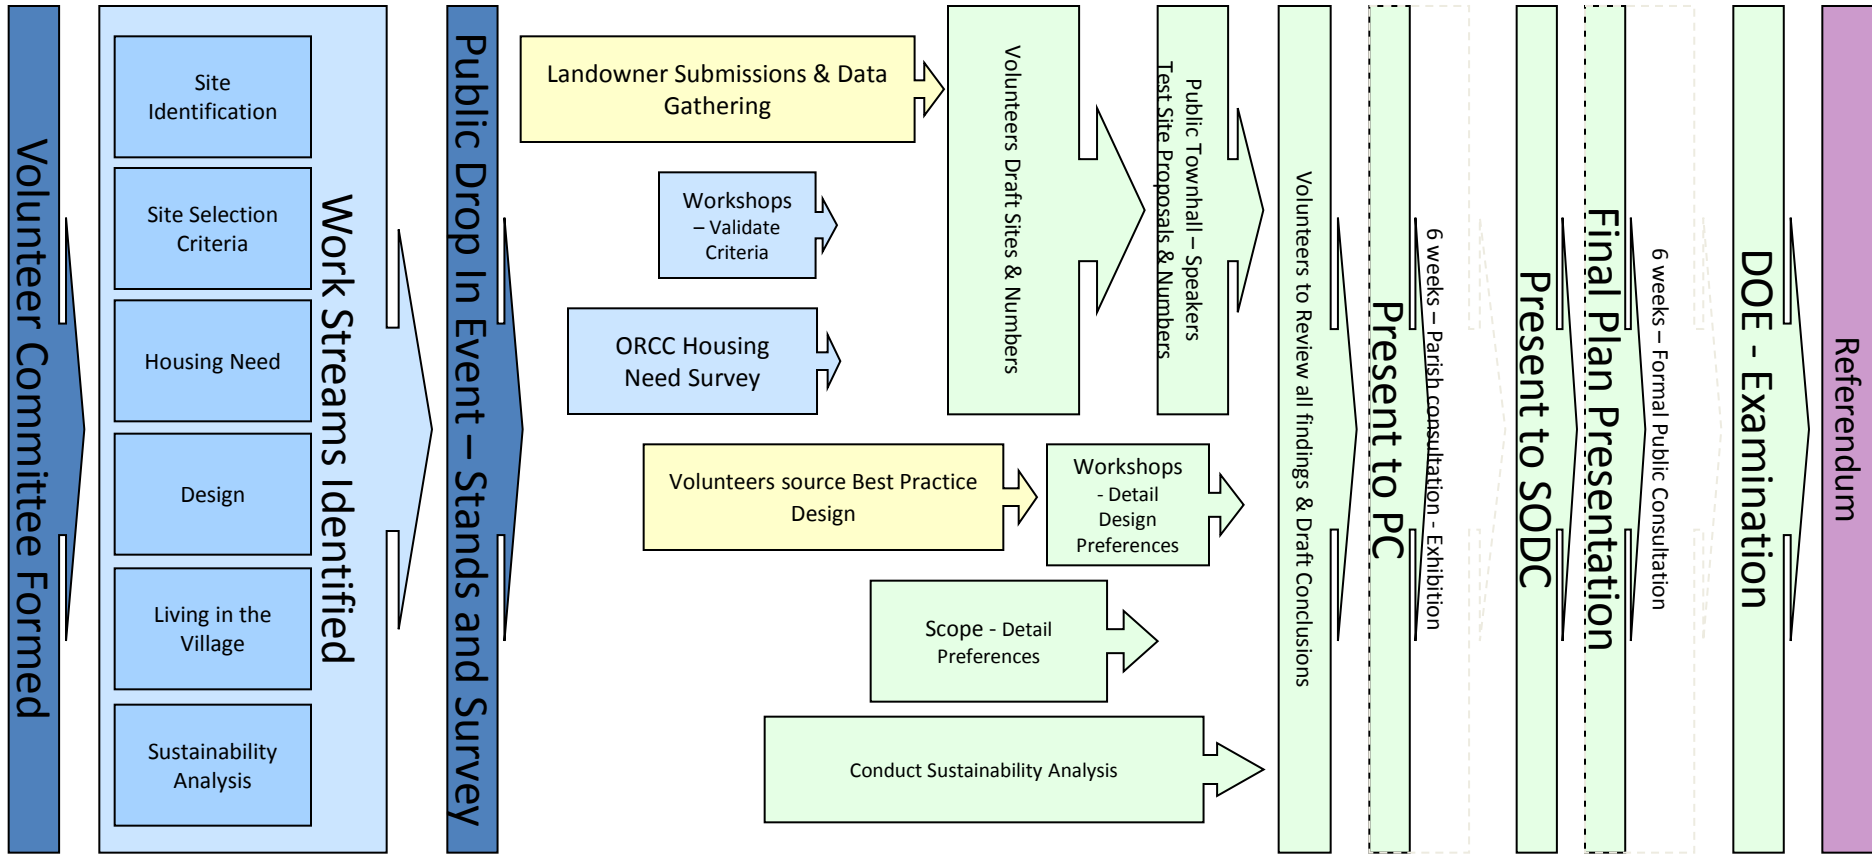 Volunteer Committee Formed
Site
Identification
Site Selection
Criteria
Housing Need
Design
Living in the
Village
Sustainability
Analysis
Work Streams Identified
Public Drop In Event – Stands and Survey
Landowner Submissions & Data
Gathering
Workshops
– Validate
Criteria
ORCC Housing
Need Survey
Volunteers source Best Practice
Design
Workshops
- Detail
Design
Preferences
Scope - Detail
Preferences
Conduct Sustainability Analysis
Volunteers Draft Sites & Numbers
Public Townhall – Speakers
Test Site Proposals & Numbers
Volunteers to Review all findings & Draft Conclusions
Present to PC
6 weeks – Parish consultation - Exhibition
Present to SODC
Final Plan Presentation
6 weeks – Formal Public Consultation
DOE - Examination
Referendum